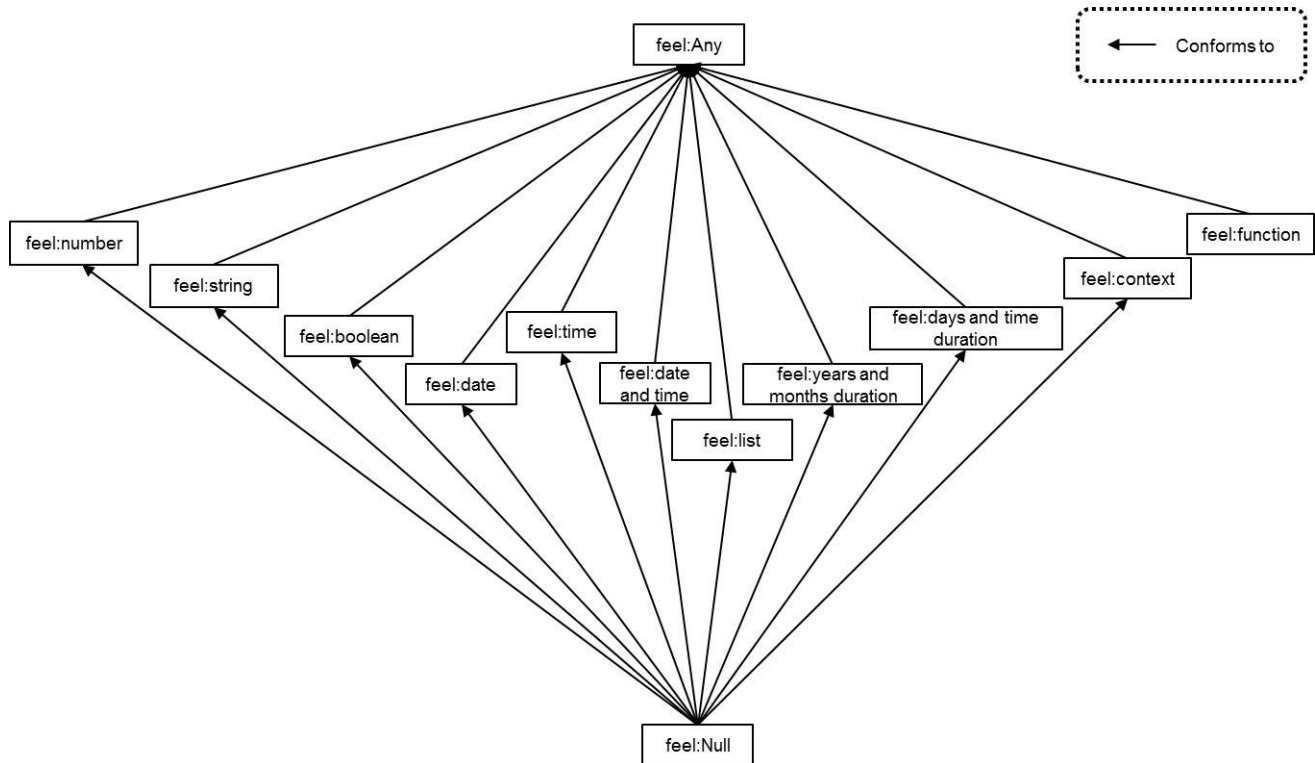 feel:Any
Conforms to
feel:number
feel:string
feel:boolean
feel:date
feel:time
feel:date
and time
feel:list
feel:years and
months duration
feel:days and time
duration
feel:context
feel:function
feel:Null